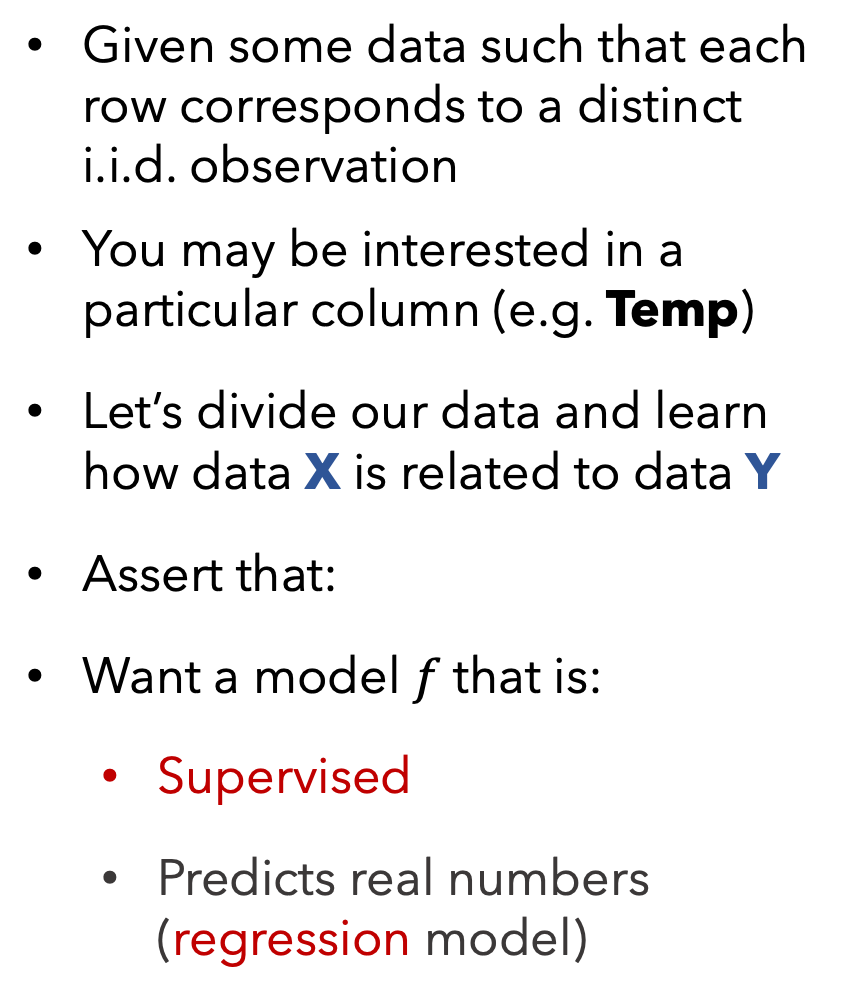 • Given some data such that each
row corresponds to a distinct
i.i.d. observation
• You may be interested in a
particular column (e.g. Temp)
• Let’s divide our data and learn
how data X is related to data Y
• Assert that:
• Want a model f that is:
• Supervised
• Predicts real numbers
(regression model)